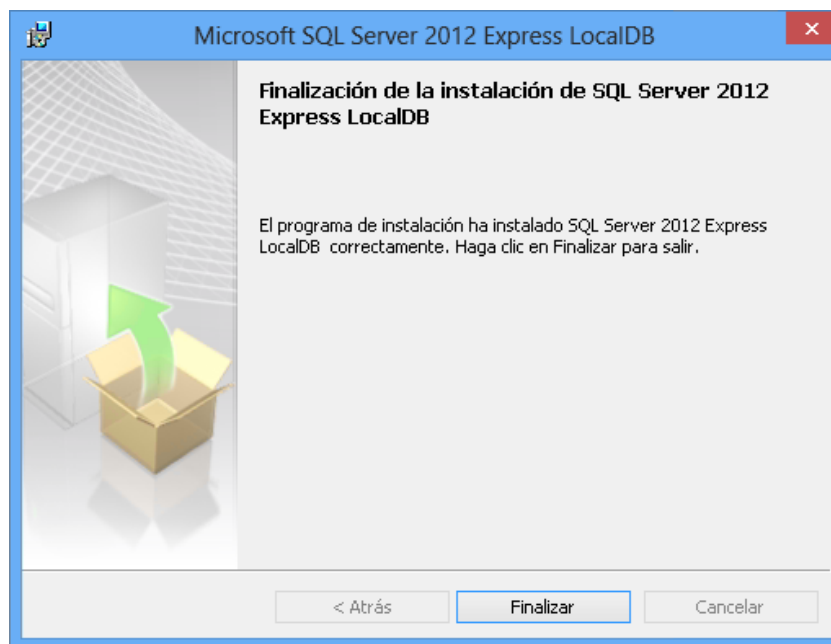 Microsoft SQL Server 2012 Express LocalDB
Finalización de la instalación de SQL Server 2012
Express LocalDB
El programa de instalación ha instalado SQL Server 2012 Express
LocalDB correctamente. Haga clic en Finalizar para salir.
< Atrás
Finalizar
Cancelar